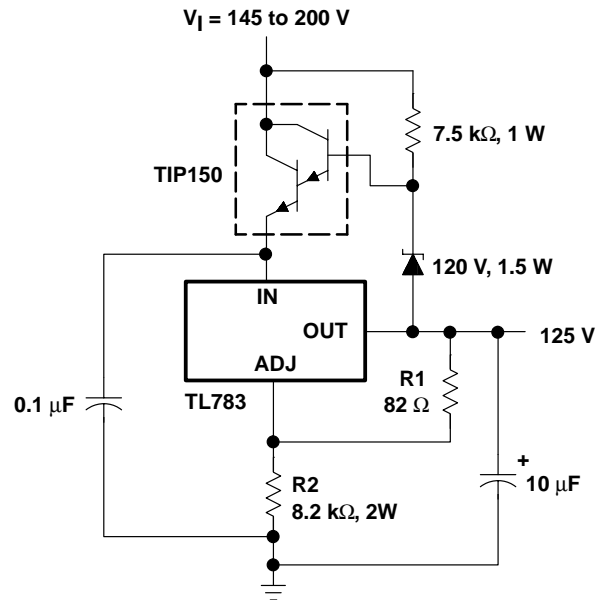 VI = 145 to 200 V
7.5 kΩ, 1 W
TIP150
120 V, 1.5 W
IN
OUT
125 V
ADJ
R1
82 Ω
0.1 μF
TL783
+
R2
8.2 kΩ, 2W
10 μF